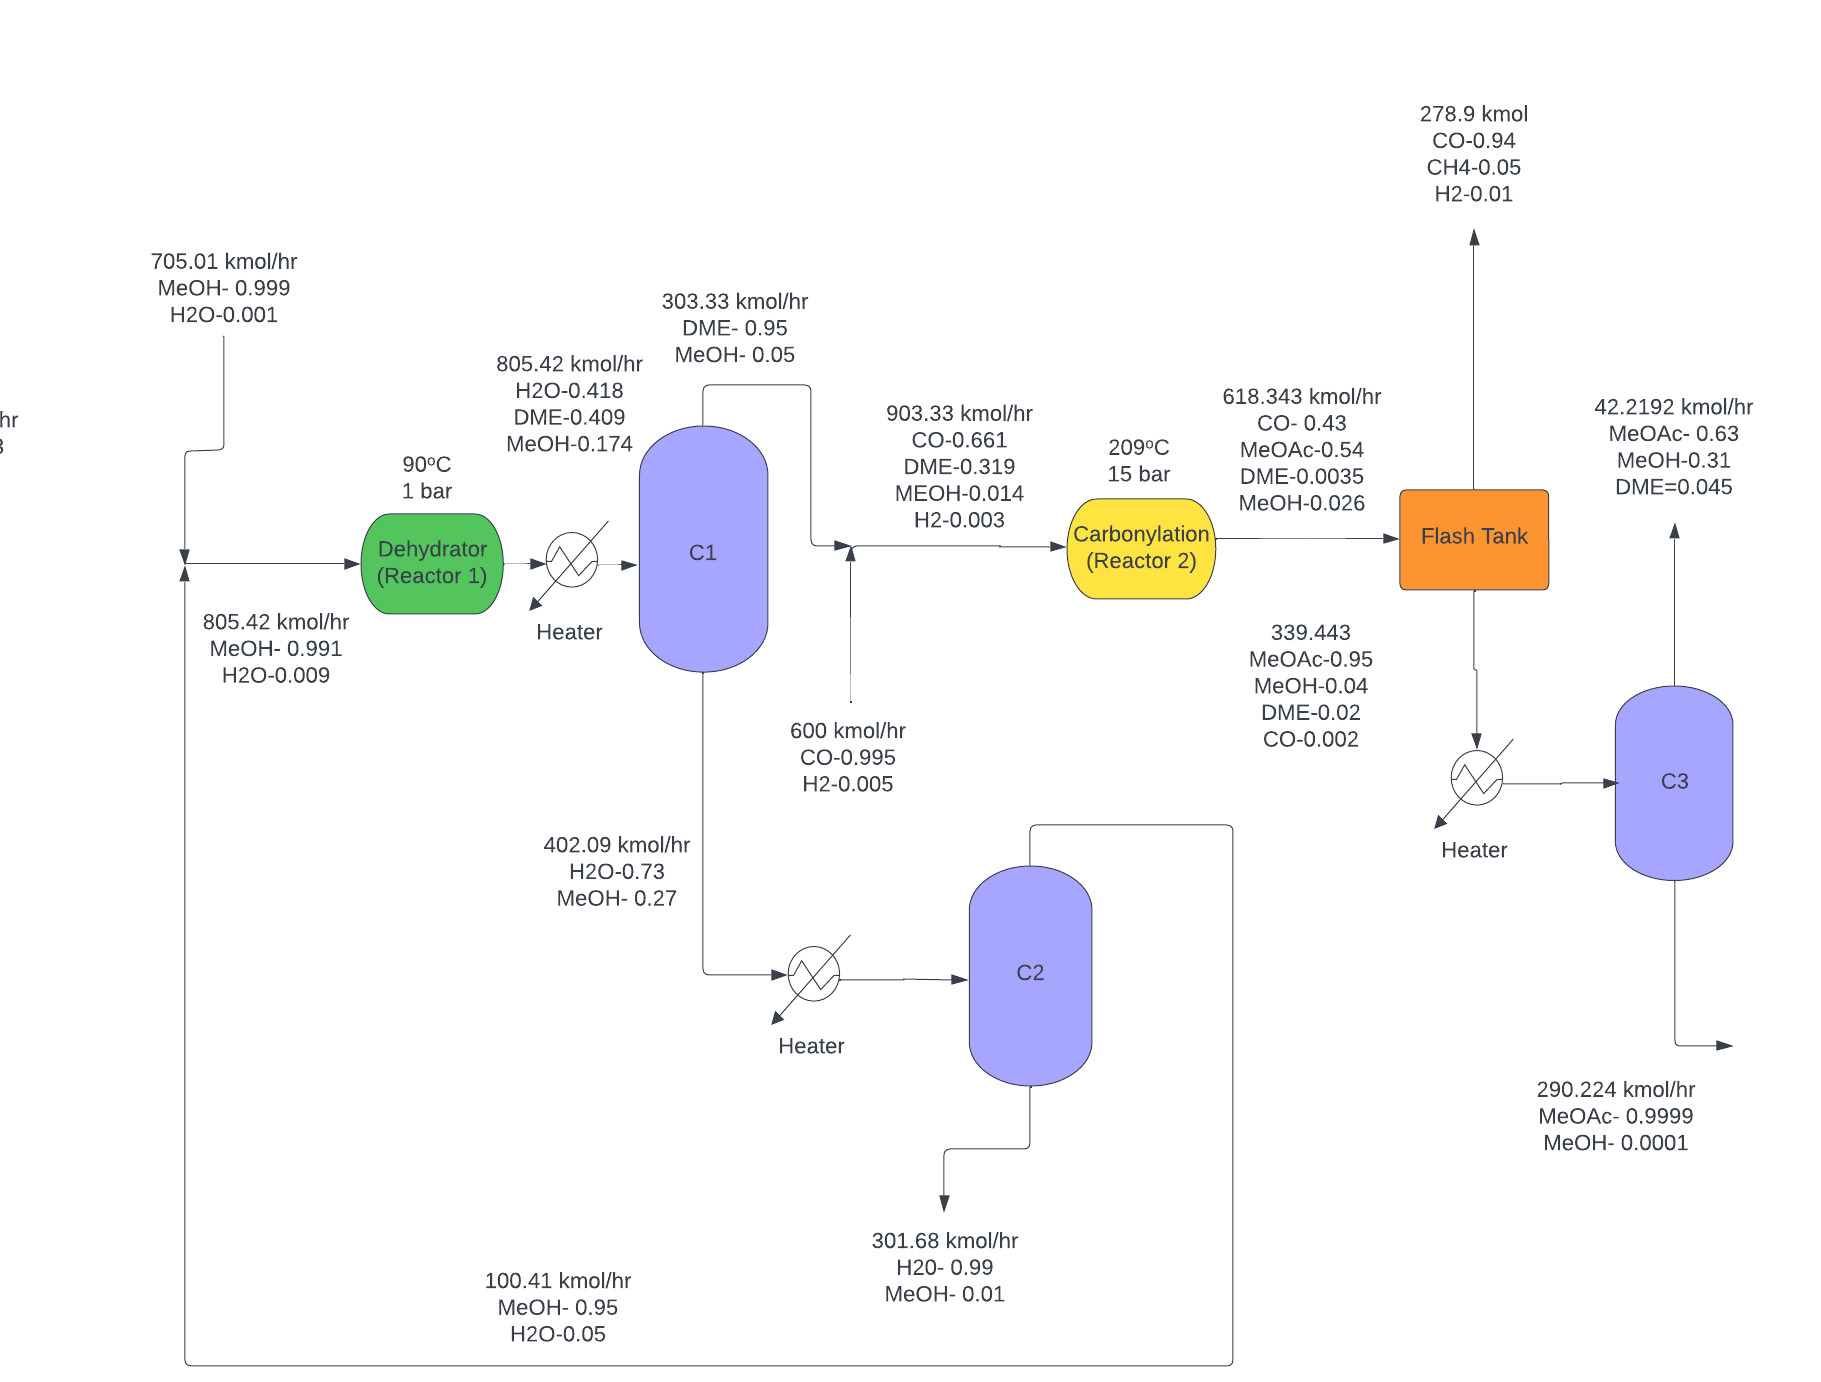 278.9 kmol
CO-0.94
CH4-0.05
H2-0.01
705.01 kmol/hr
MeOH- 0.999
H2O-0.001
hr
3
303.33 kmol/hr
DME- 0.95
MeOH- 0.05
805.42 kmol/hr
H2O-0.418
DME-0.409
MeOH-0.174
90ºC
1 bar
Dehydrator
(Reactor 1)
Heater
C1
903.33 kmol/hr
CO-0.661
DME-0.319
MEOH-0.014
H2-0.003
209ºC
15 bar
Carbonylation
(Reactor 2)
618.343 kmol/hr
CO- 0.43
MeOAc-0.54
DME-0.0035
MeOH-0.026
Flash Tank
42.2192 kmol/hr
MeOAc- 0.63
MeOH-0.31
DME=0.045
805.42 kmol/hr
MeOH- 0.991
H2O-0.009
600 kmol/hr
CO-0.995
H2-0.005
339.443
MeOAc-0.95
MeOH-0.04
DME-0.02
CO-0.002
Heater
C3
402.09 kmol/hr
H2O-0.73
MeOH- 0.27
Heater
C2
290.224 kmol/hr
MeOAc- 0.9999
MeOH- 0.0001
301.68 kmol/hr
H20- 0.99
MeOH- 0.01
100.41 kmol/hr
MeOH- 0.95
H2O-0.05